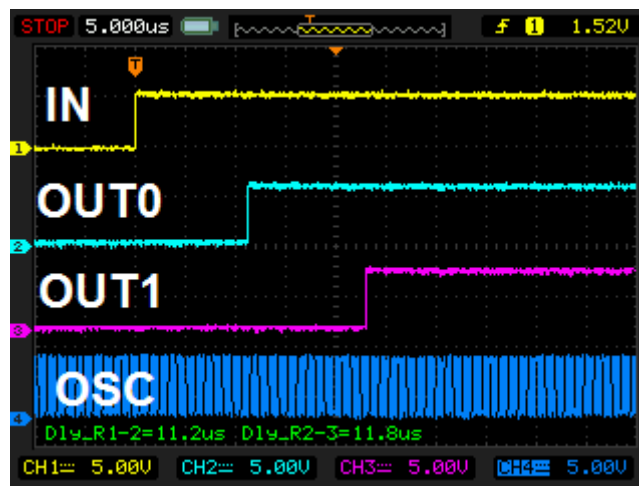 STOP 5.000us T 1 1.52V
T
IN
1
OUT0
2
OUT1
3
OSC
4
Dly_R1-2=11.2us Dly_R2-3=11.8us
CH1 5.00V CH2 5.00V CH3 5.00V CH4 5.00V